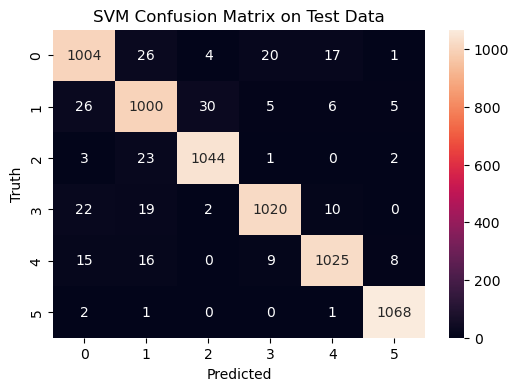 SVM Confusion Matrix on Test Data
0 1004 26 4 20 17 1
1 26 1000 30 5 6 5
2 3 23 1044 1 0 2
3 22 19 2 1020 10 0
4 15 16 0 9 1025 8
5 2 1 0 0 1 1068
0 1 2 3 4 5
Truth
Predicted
1000
800
600
400
200
0